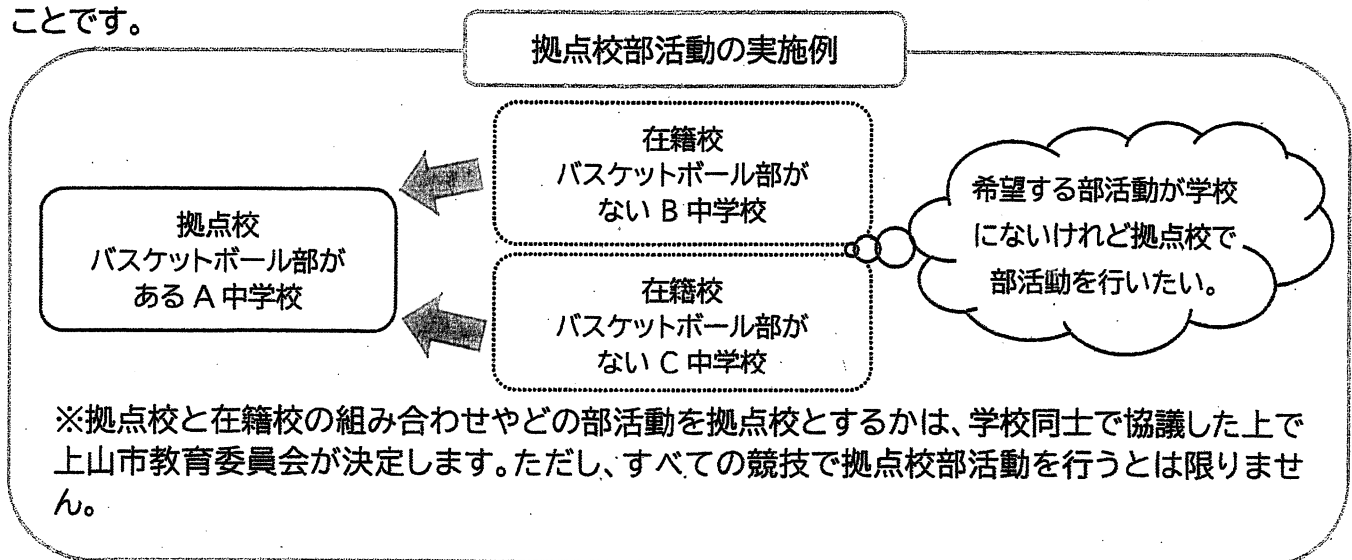 ことです。
拠点校部活動の実施例
拠点校
バスケットボール部が
ある A 中学校
在籍校
バスケットボール部が
ない B 中学校
在籍校
バスケットボール部が
ない C 中学校
希望する部活動が学校
にないけれど拠点校で
部活動を行いたい。
※拠点校と在籍校の組み合わせやどの部活動を拠点校とするかは、学校同士で協議した上で
上山市教育委員会が決定します。ただし、すべての競技で拠点校部活動を行うとは限りませ
ん。